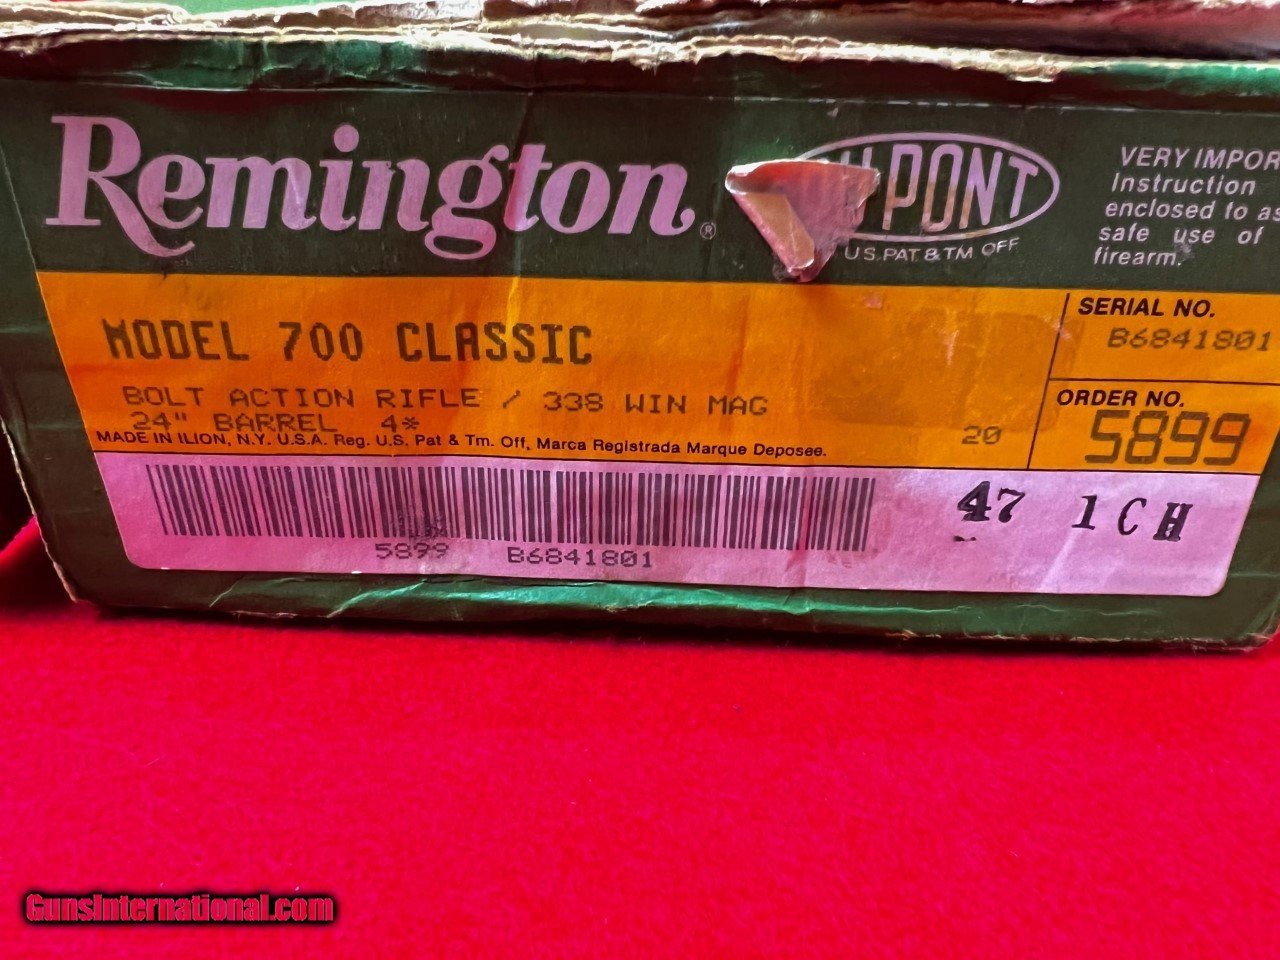 Remington®
PONT
U.S. PAT & TM OFF
VERY IMPOR
Instruction
enclosed to as
safe use of
firearm.
MODEL 700 CLASSIC
BOLT ACTION RIFLE / 338 WIN MAG
24" BARREL 4*
20
MADE IN ILION, N.Y. U.S.A. Reg. U.S. Pat & Tm. Off, Marca Registrada Marque Deposee.
SERIAL NO.
B6841801
ORDER NO.
5899
5899 B6841801
47 1CH
GunsInternational.com